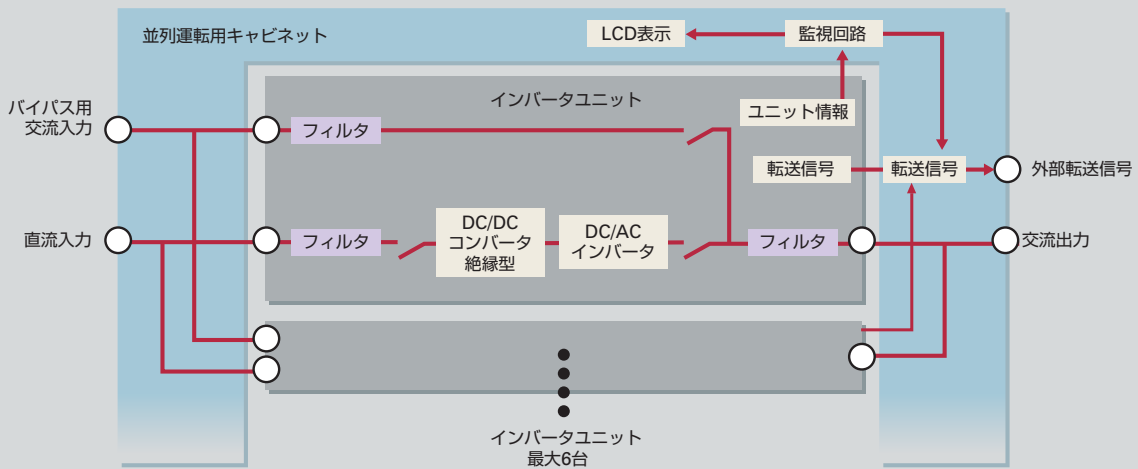 並列運転用キャビネット
LCD表示
監視回路
インバータユニット
ユニット情報
バイパス用
交流入力
フィルタ
転送信号
転送信号
外部転送信号
直流入力
フィルタ
DC/DC
コンバータ
絶縁型
DC/AC
インバータ
フィルタ
交流出力
インバータユニット
最大6台